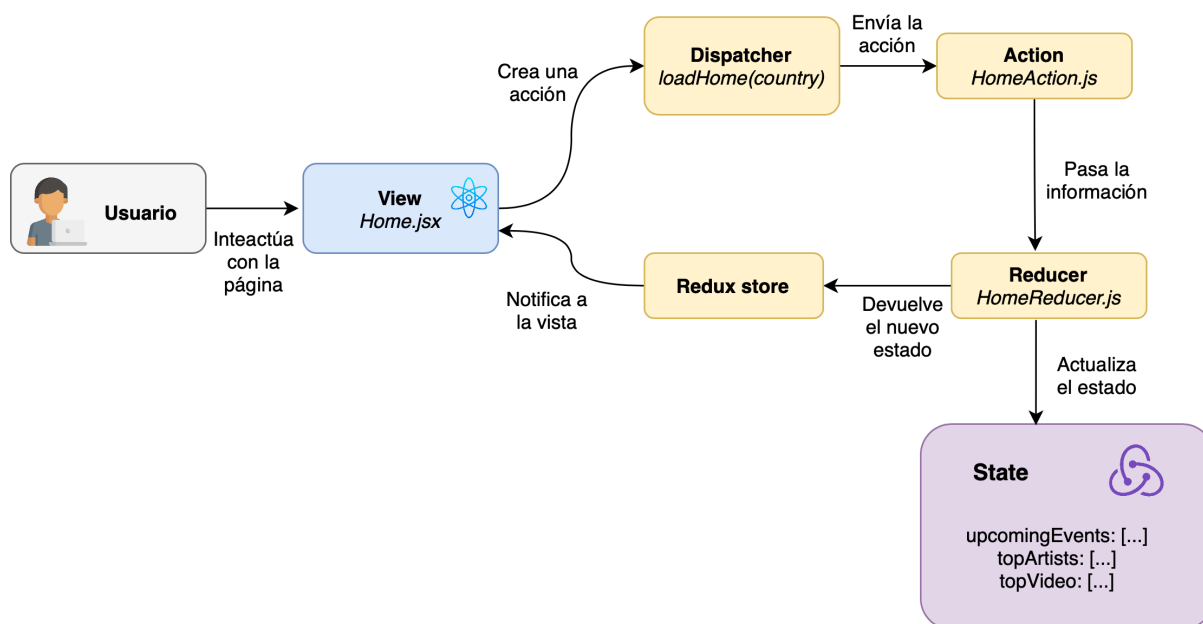 Envía la
acción
Dispatcher
loadHome(country)
Action
HomeAction.js
Crea una
acción
Pasa la
información
Usuario
View
Home.jsx
Inteactúa
con la
página
Redux store
Reducer
HomeReducer.js
Notifica a
la vista
Devuelve
el nuevo
estado
Actualiza
el estado
State
upcomingEvents: [...]
topArtists: [...]
topVideo: [...]